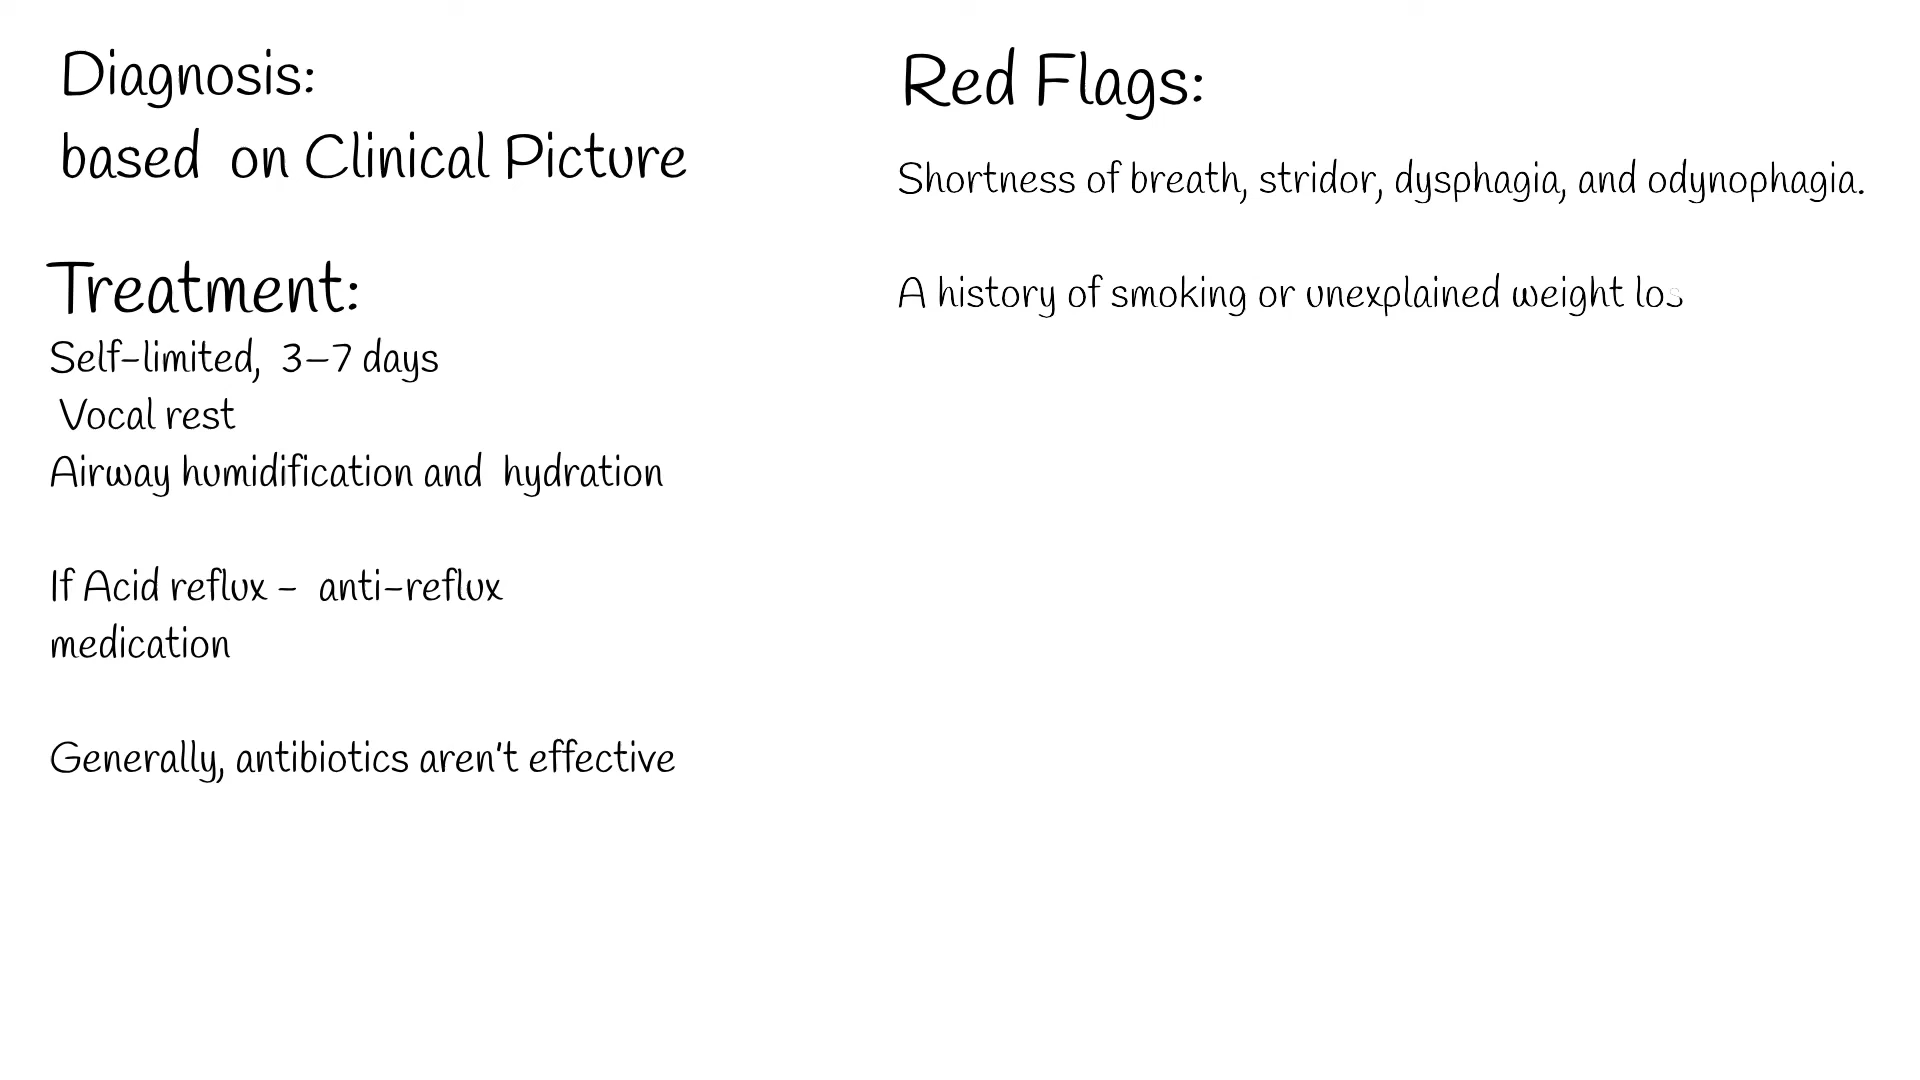 Diagnosis:
based on Clinical Picture
Treatment:
Self-limited, 3-7 days
Vocal rest
Airway humidification and hydration
If Acid reflux - anti-reflux
medication
Generally, antibiotics aren't effective
Red Flags:
Shortness of breath, stridor, dysphagia, and odynophagia.
A history of smoking or unexplained weight los